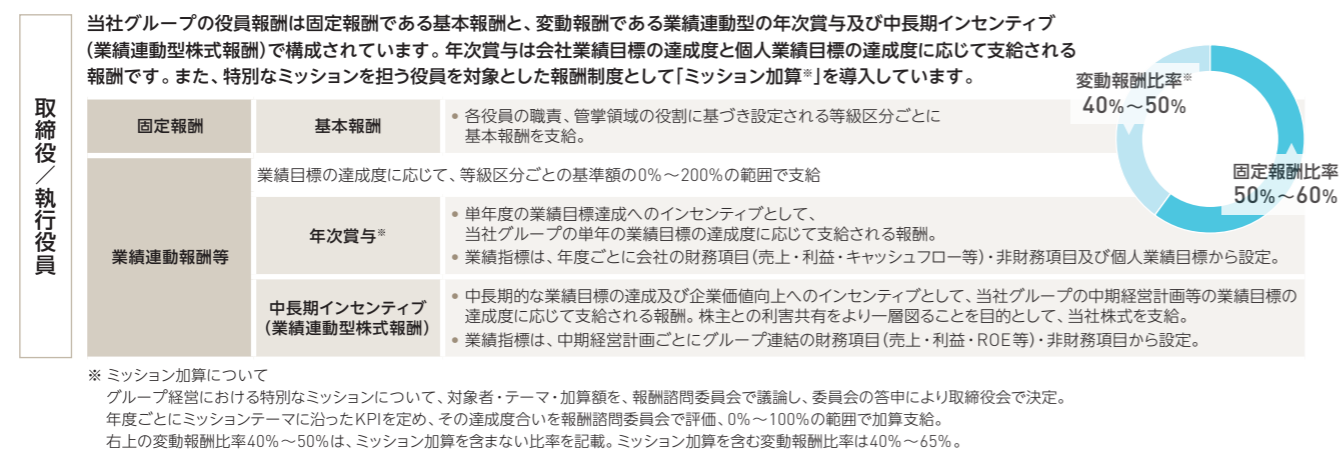 当社グループの役員報酬は固定報酬である基本報酬と、変動報酬である業績連動型の年次賞与及び中長期インセンティブ
(業績連動型株式報酬)で構成されています。年次賞与は会社業績目標の達成度と個人業績目標の達成度に応じて支給される
報酬です。また、特別なミッションを担う役員を対象とした報酬制度として「ミッション加算※」を導入しています。
変動報酬比率※
40%～50%
固定報酬比率
50%～60%
取締役／執行役員
固定報酬
基本報酬
• 各役員の職責、管掌領域の役割に基づき設定される等級区分ごとに
基本報酬を支給。
業績連動報酬等
業績目標の達成度に応じて、等級区分ごとの基準額の0%～200%の範囲で支給
年次賞与※
• 単年度の業績目標達成へのインセンティブとして、
当社グループの単年の業績目標の達成度に応じて支給される報酬。
• 業績指標は、年度ごとに会社の財務項目(売上・利益・キャッシュフロー等)・非財務項目及び個人業績目標から設定。
中長期インセンティブ
(業績連動型株式報酬)
• 中長期的な業績目標の達成及び企業価値向上へのインセンティブとして、当社グループの中期経営計画等の業績目標の
達成度に応じて支給される報酬。株主との利害共有をより一層図ることを目的として、当社株式を支給。
• 業績指標は、中期経営計画ごとにグループ連結の財務項目(売上・利益・ROE等)・非財務項目から設定。
※ ミッション加算について
グループ経営における特別なミッションについて、対象者・テーマ・加算額を、報酬諮問委員会で議論し、委員会の答申により取締役会で決定。
年度ごとにミッションテーマに沿ったKPIを定め、その達成度合いを報酬諮問委員会で評価、0%～100%の範囲で加算支給。
右上の変動報酬比率40%～50%は、ミッション加算を含まない比率を記載。ミッション加算を含む変動報酬比率は40%～65%。